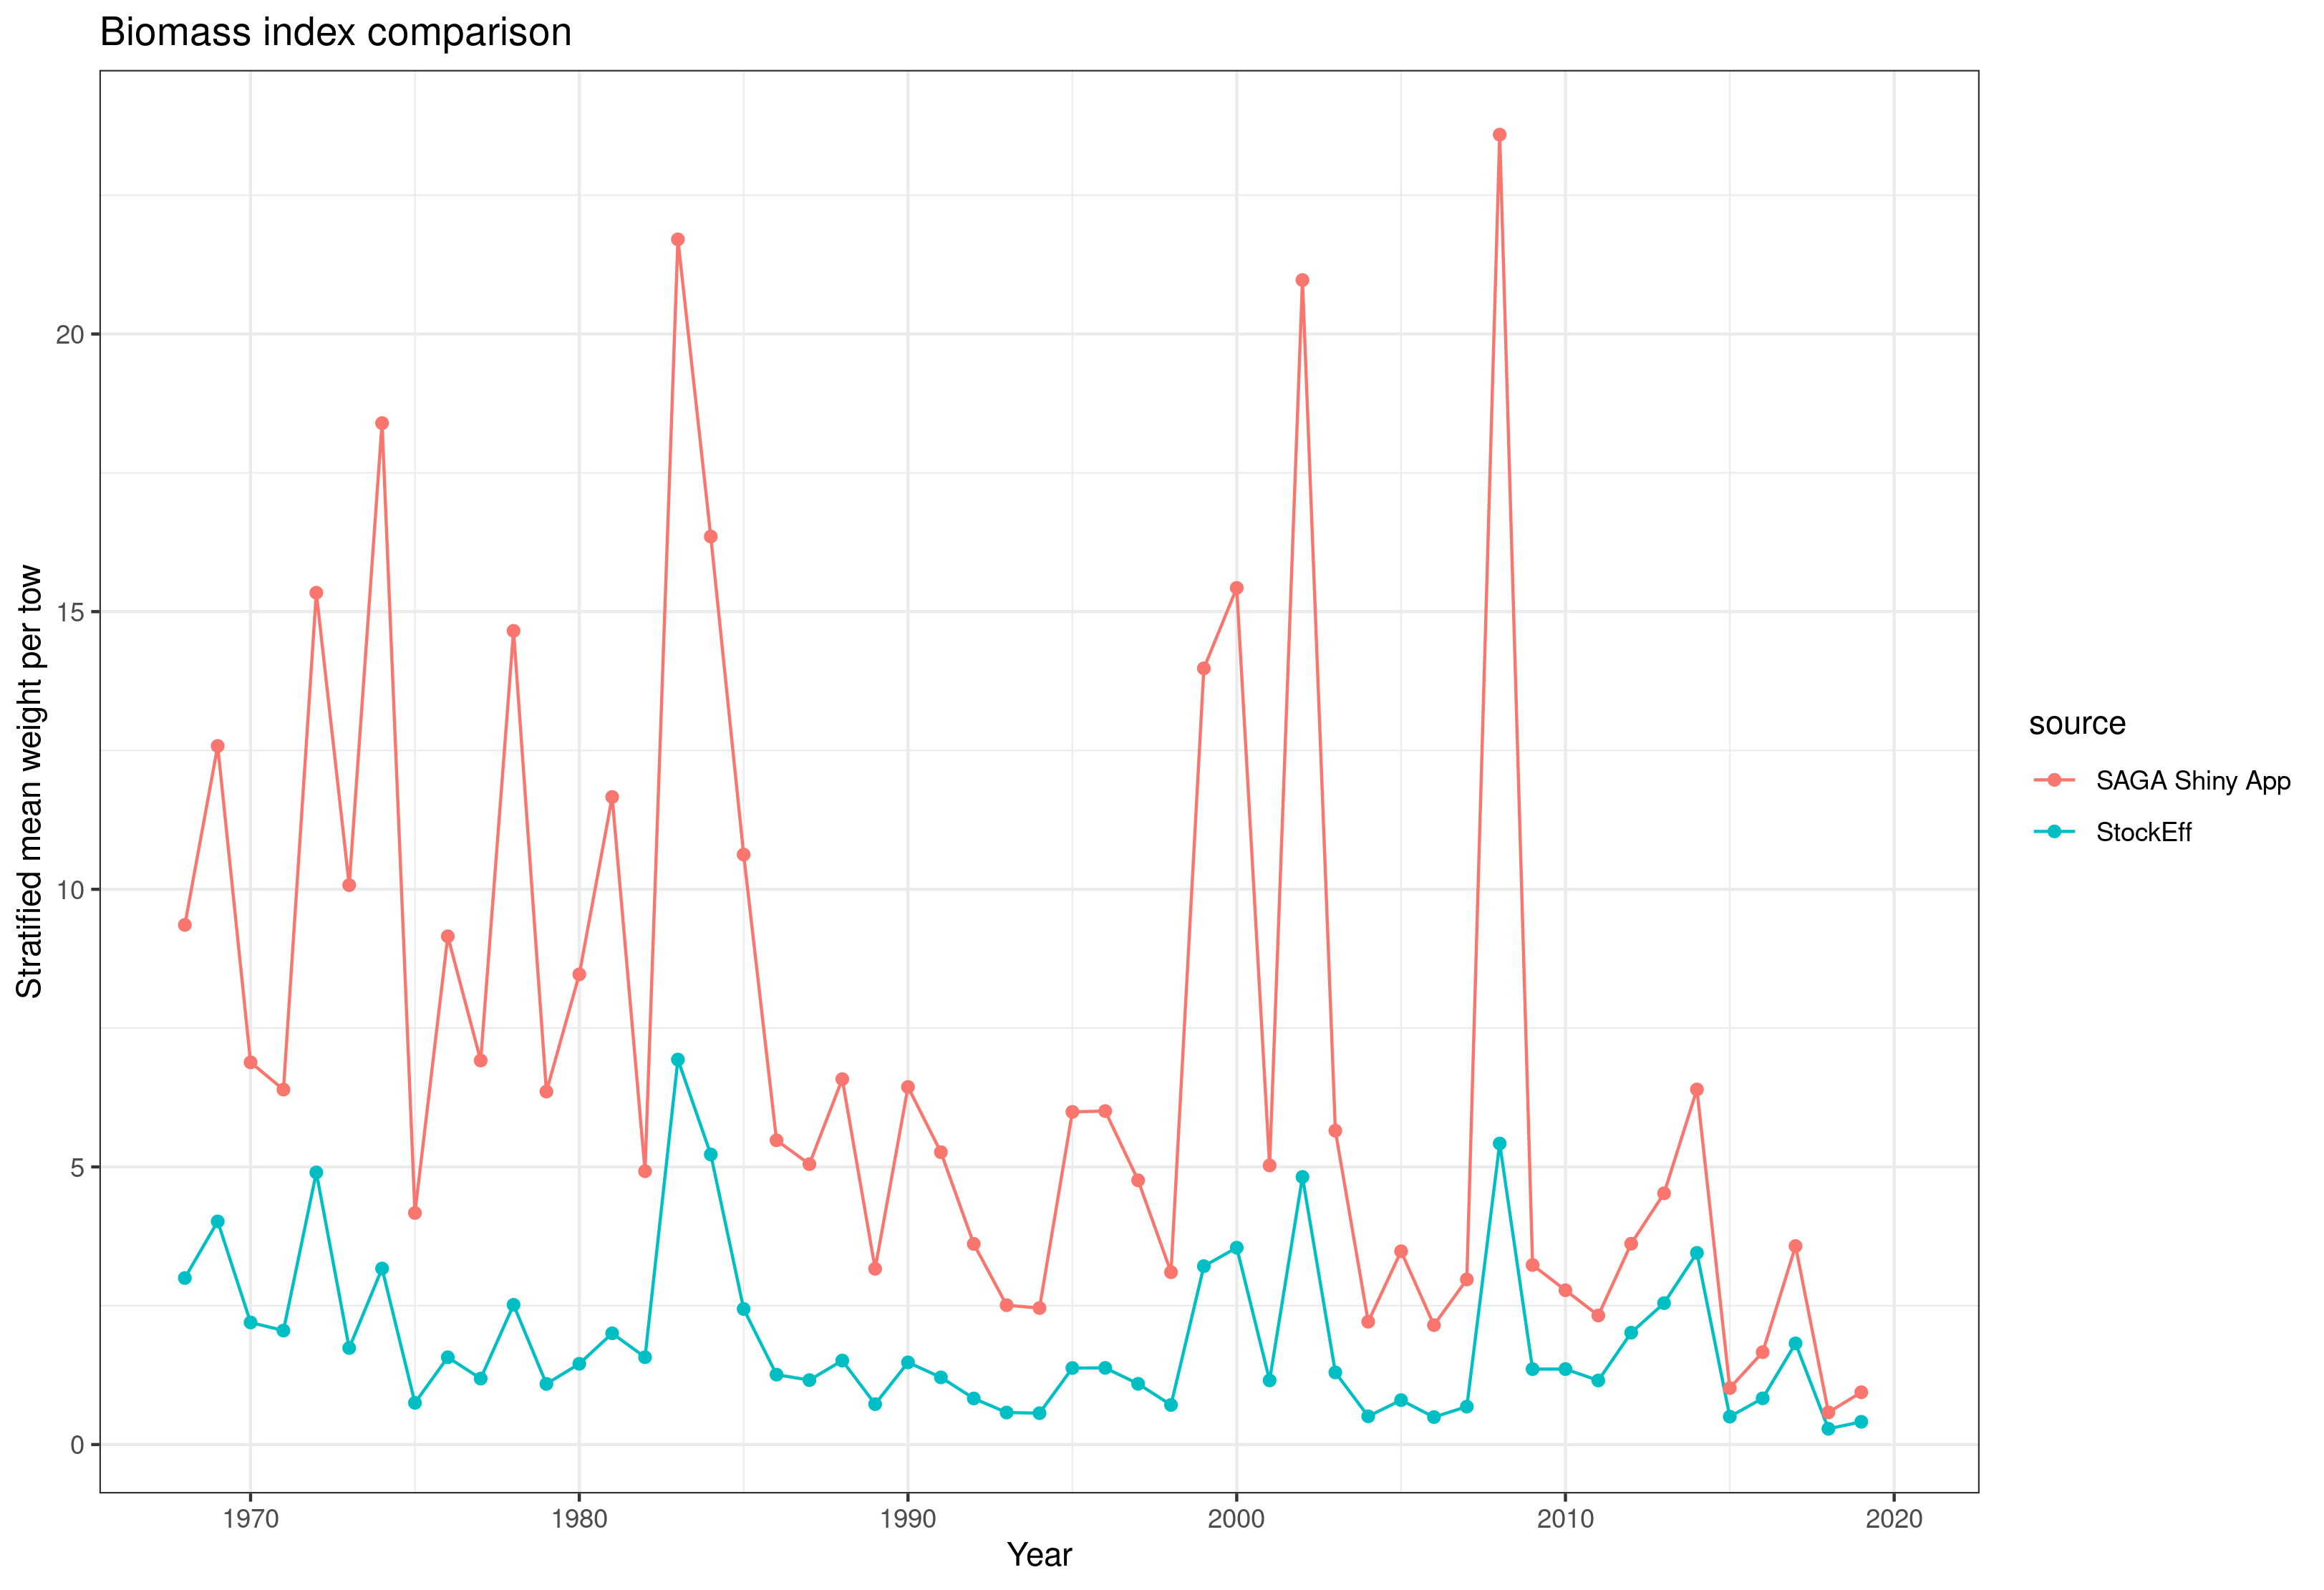 Biomass index comparison
Stratified mean weight per tow
20
15
10
5
0
1970
1980
1990
2000
2010
2020
Year
source
SAGA Shiny App
StockEff